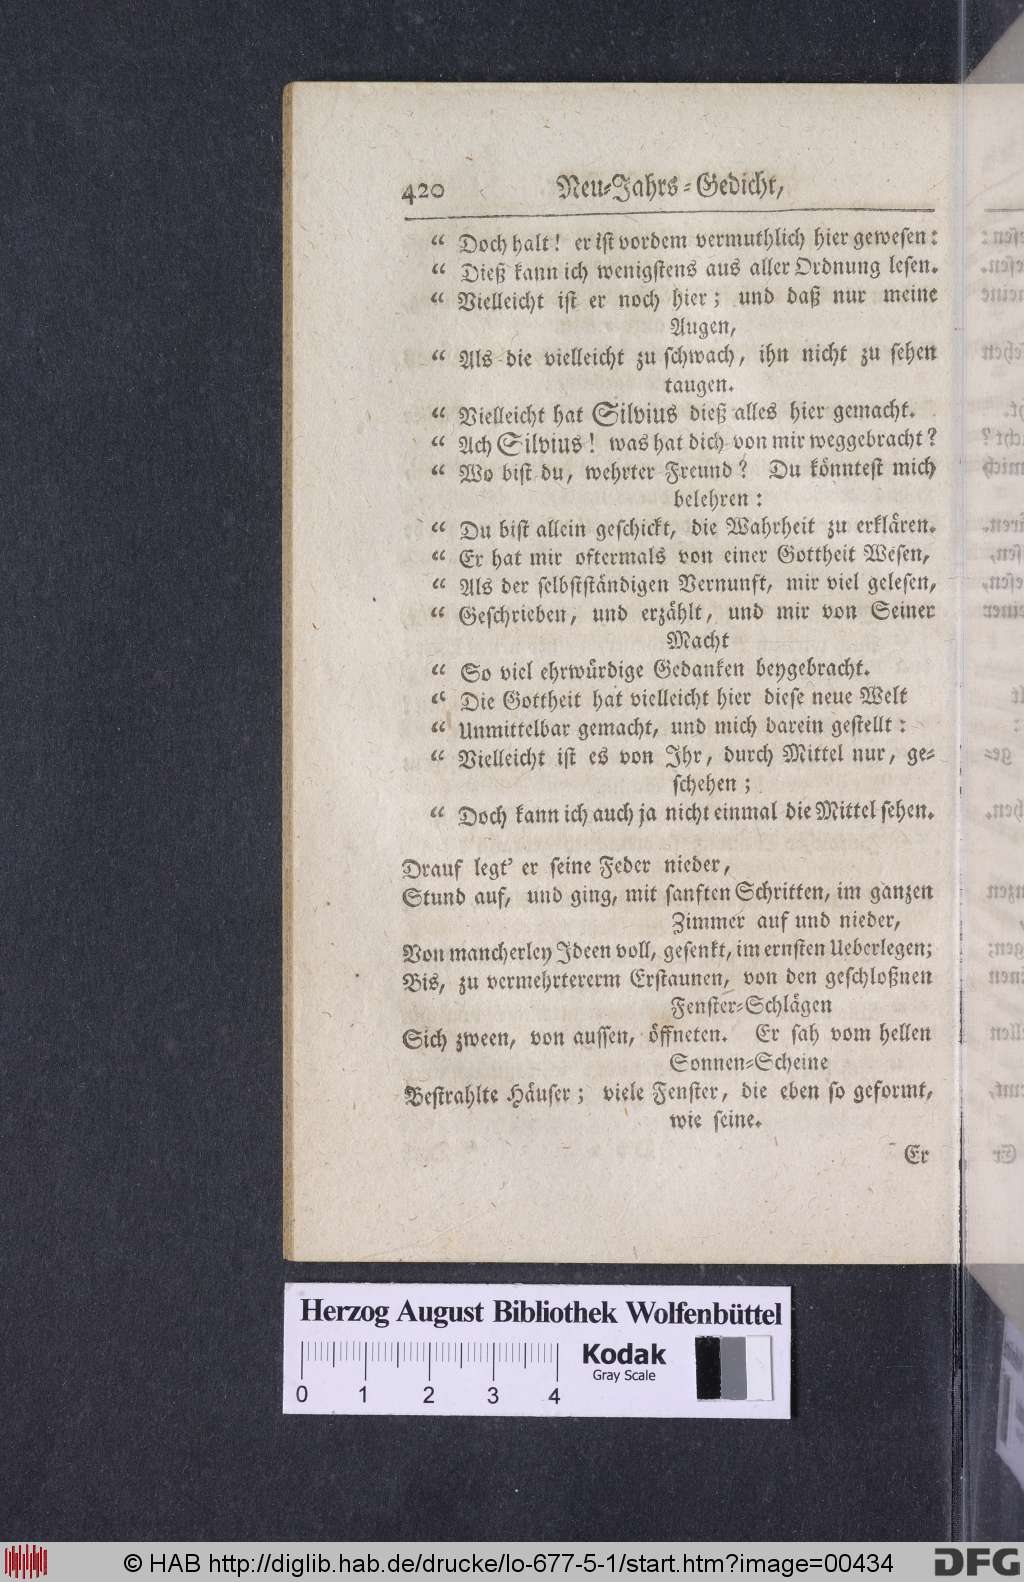 420 Neu-Jahrs-Gedicht,
“ Doch halt! er ist vordem vermuthlich hier gewesen:
“ Dieß kann ich wenigstens aus aller Ordnung lesen.
“ Vielleicht ist er noch hier; und daß nur meine
Augen,
“ Als die vielleicht zu schwach, ihn nicht zu sehen
taugen.
“ Vielleicht hat Silvius dieß alles hier gemacht.
“ Ach Silvius! was hat dich von mir weggebracht?
“ Wo bist du, wehrter Freund? Du könntest mich
belehren:
“ Du bist allein geschickt, die Wahrheit zu erklären.
“ Er hat mir oftermals von einer Gottheit Wesen,
“ Als der selbstständigen Vernunft, mir viel gelesen,
“ Geschrieben, und erzählt, und mir von Seiner
Macht
“ So viel ehrwürdige Gedanken beygebracht.
“ Die Gottheit hat vielleicht hier diese neue Welt
“ Unmittelbar gemacht, und mich darein gestellt:
“ Vielleicht ist es von Ihr, durch Mittel nur, ge-
schehen;
“ Doch kann ich auch ja nicht einmal die Mittel sehen.
Drauf legt' er seine Feder nieder,
Stund auf, und ging, mit sanften Schritten, im ganzen
Zimmer auf und nieder,
Von mancherley Ideen voll, gesenkt, im ernsten Ueberlegen;
Bis, zu vermehrtererm Erstaunen, von den geschloßnen
Fenster-Schlägen
Sich zween, von aussen, öffneten. Er sah vom hellen
Sonnen-Scheine
Bestrahlte Häuser; viele Fenster, die eben so geformt,
wie seine.
Er
Herzog August Bibliothek Wolfenbüttel
Kodak
Gray Scale
0 1 2 3 4
© HAB http://diglib.hab.de/drucke/lo-677-5-1/start.htm?image=00434
DFG